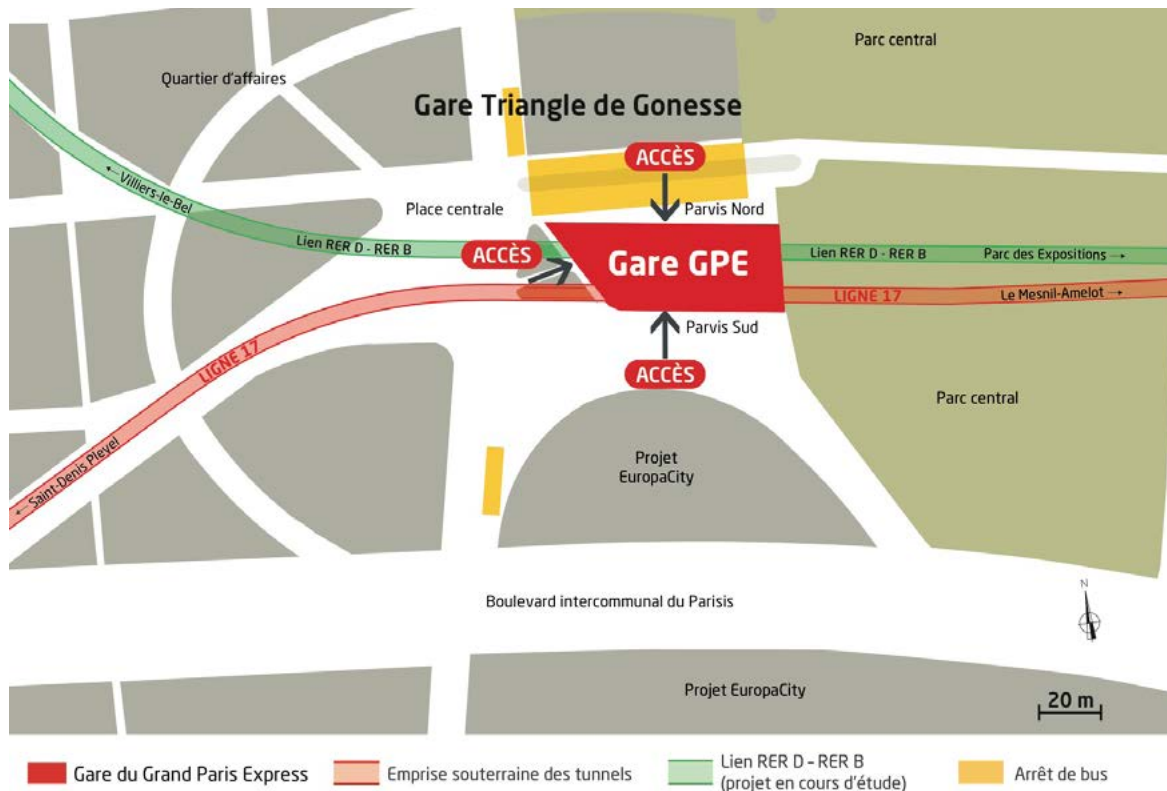 Parc central
Quartier d'affaires
Gare Triangle de Gonesse
ACCÈS
←Villiers-le-Bel
Place centrale
Parvis Nord
Lien RER D - RER B
ACCÈS
Gare GPE
Lien RER D - RER B
Parc des Expositions →
LIGNE 17
Le Mesnil-Amelot →
Parvis Sud
LIGNE 17
ACCÈS
Parc central
Projet
EuropaCity
← Saint-Denis Pleyel
Boulevard intercommunal du Parisis
N
Projet EuropaCity
20 m
Gare du Grand Paris Express
Emprise souterraine des tunnels
Lien RER D - RER B
(projet en cours d'étude)
Arrêt de bus